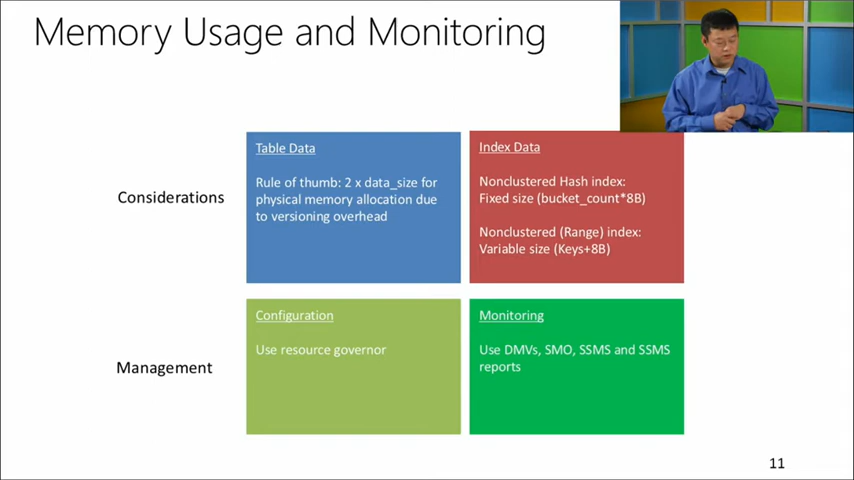 Memory Usage and Monitoring
Considerations
Table Data
Rule of thumb: 2 x data_size for
physical memory allocation due
to versioning overhead
Index Data
Nonclustered Hash index:
Fixed size (bucket_count*8B)
Nonclustered (Range) index:
Variable size (Keys+8B)
Management
Configuration
Use resource governor
Monitoring
Use DMVs, SMO, SSMS and SSMS
reports
11